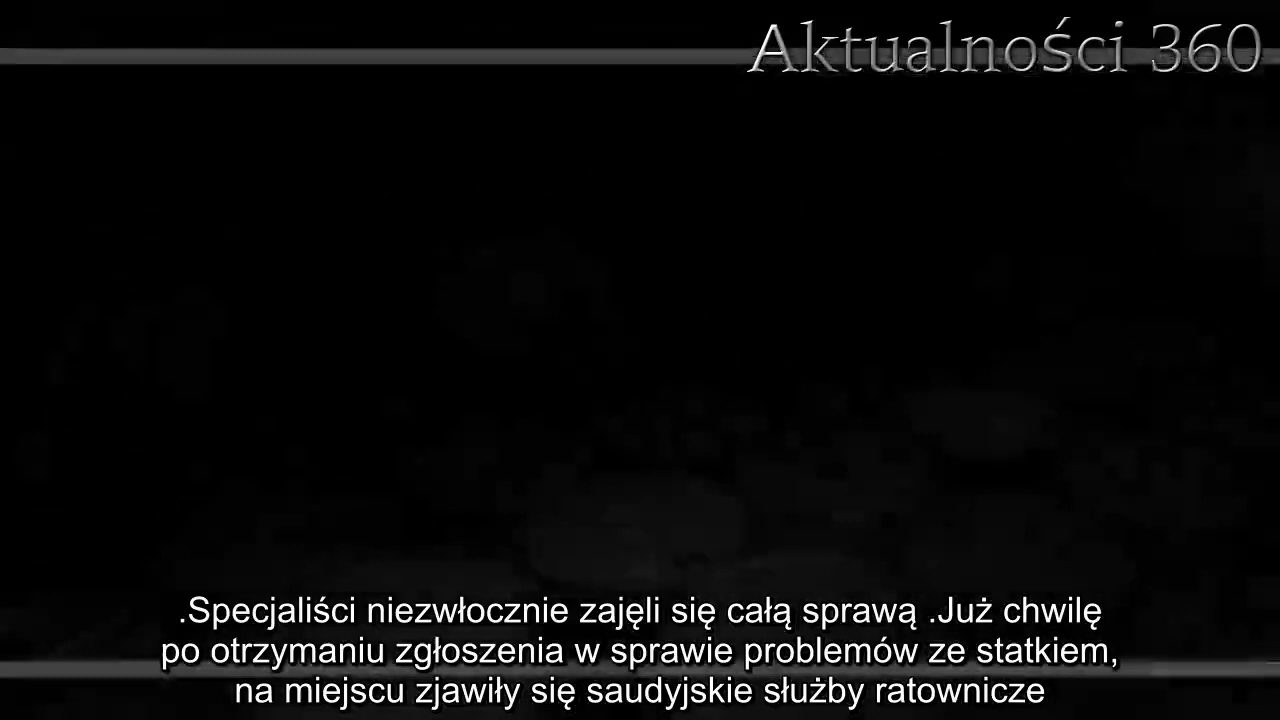 Aktualności 360
.Specjaliści niezwłocznie zajęli się całą sprawą .Już chwilę
po otrzymaniu zgłoszenia w sprawie problemów ze statkiem,
na miejscu zjawiły się saudyjskie służby ratownicze